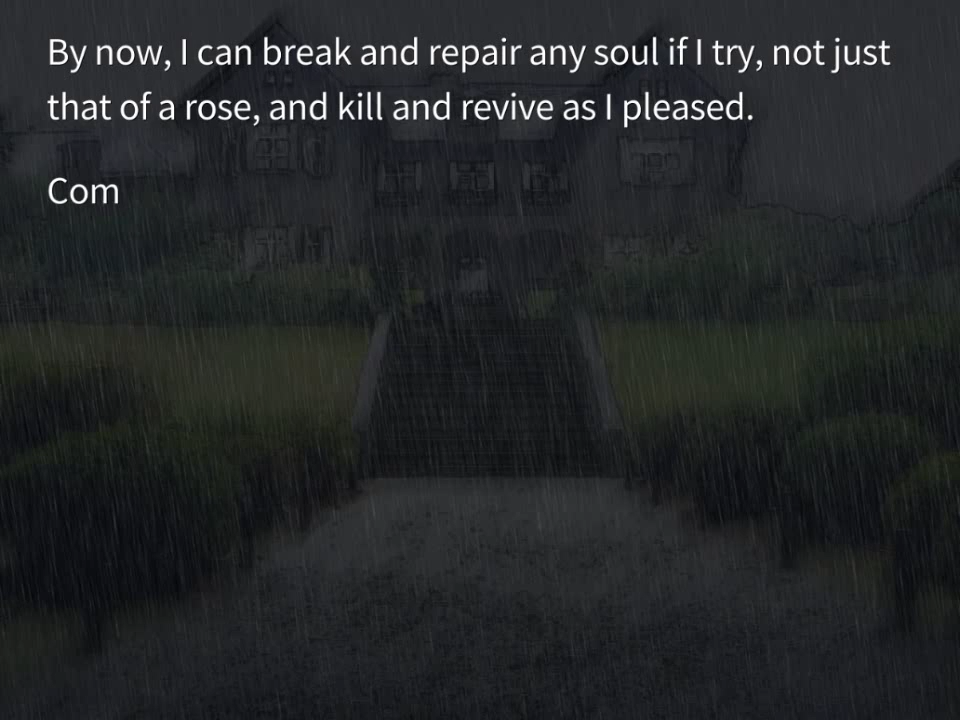 By now, I can break and repair any soul if I try, not just
that of a rose, and kill and revive as I pleased.
Com